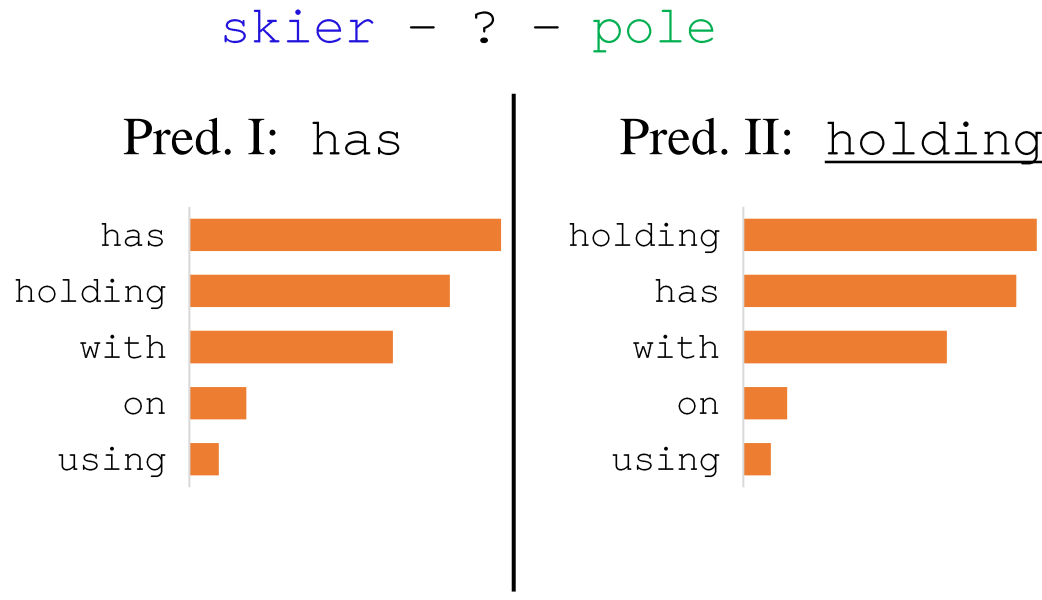 skier – ? – pole
Pred. I: has
has
holding
with
on
using
Pred. II: holding
holding
has
with
on
using